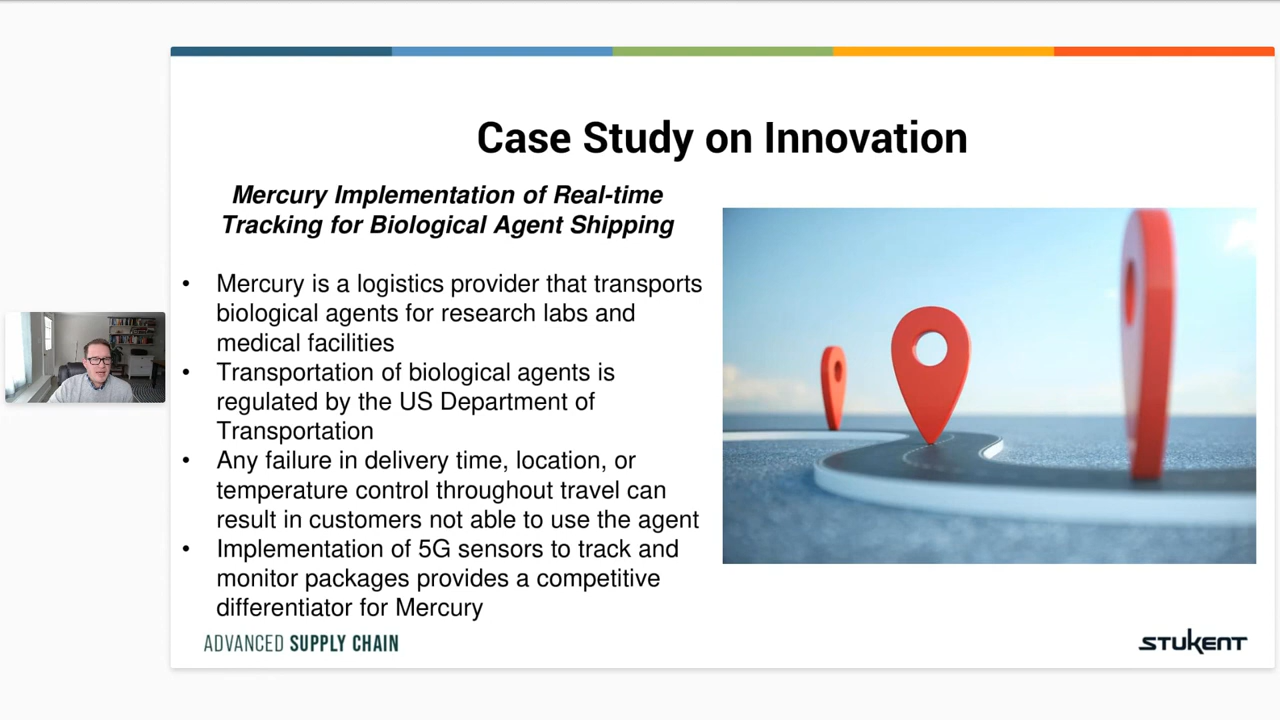 Case Study on Innovation
Mercury Implementation of Real-time
Tracking for Biological Agent Shipping
• Mercury is a logistics provider that transports
biological agents for research labs and
medical facilities
• Transportation of biological agents is
regulated by the US Department of
Transportation
• Any failure in delivery time, location, or
temperature control throughout travel can
result in customers not able to use the agent
• Implementation of 5G sensors to track and
monitor packages provides a competitive
differentiator for Mercury
ADVANCED SUPPLY CHAIN
STUKENT